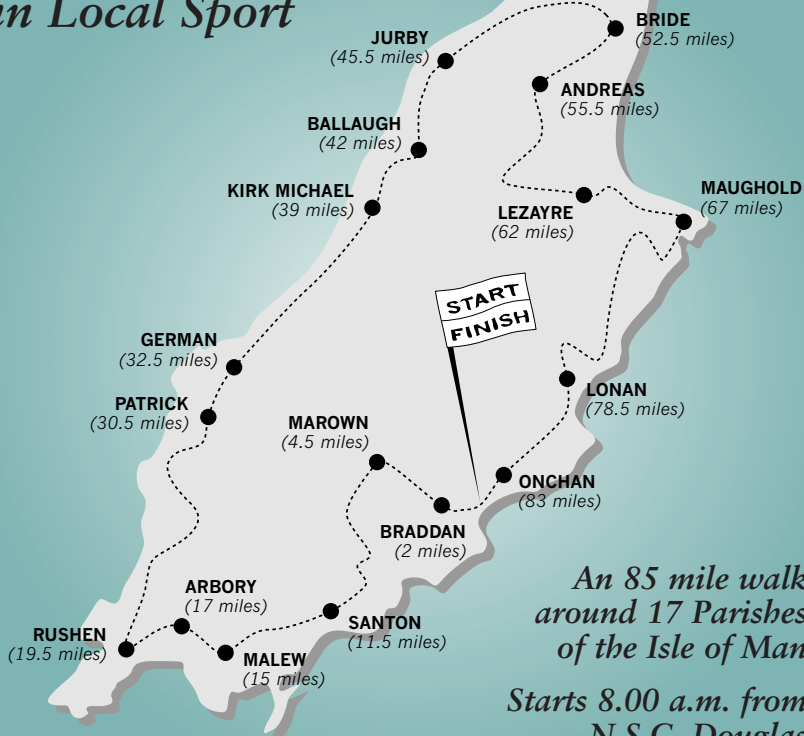 Local Sport
BRIDE
(52.5 miles)
JURBY
(45.5 miles)
ANDREAS
(55.5 miles)
BALLAUGH
(42 miles)
KIRK MICHAEL
(39 miles)
MAUGHOLD
(67 miles)
LEZAYRE
(62 miles)
START
FINISH
GERMAN
(32.5 miles)
PATRICK
(30.5 miles)
LONAN
(78.5 miles)
MAROWN
(4.5 miles)
ONCHAN
(83 miles)
BRADDAN
(2 miles)
ARBORY
(17 miles)
SANTON
(11.5 miles)
RUSHEN
(19.5 miles)
MALEW
(15 miles)
An 85 mile walk
around 17 Parishes
of the Isle of Man
Starts 8.00 a.m. from
N.S.C. Douglas